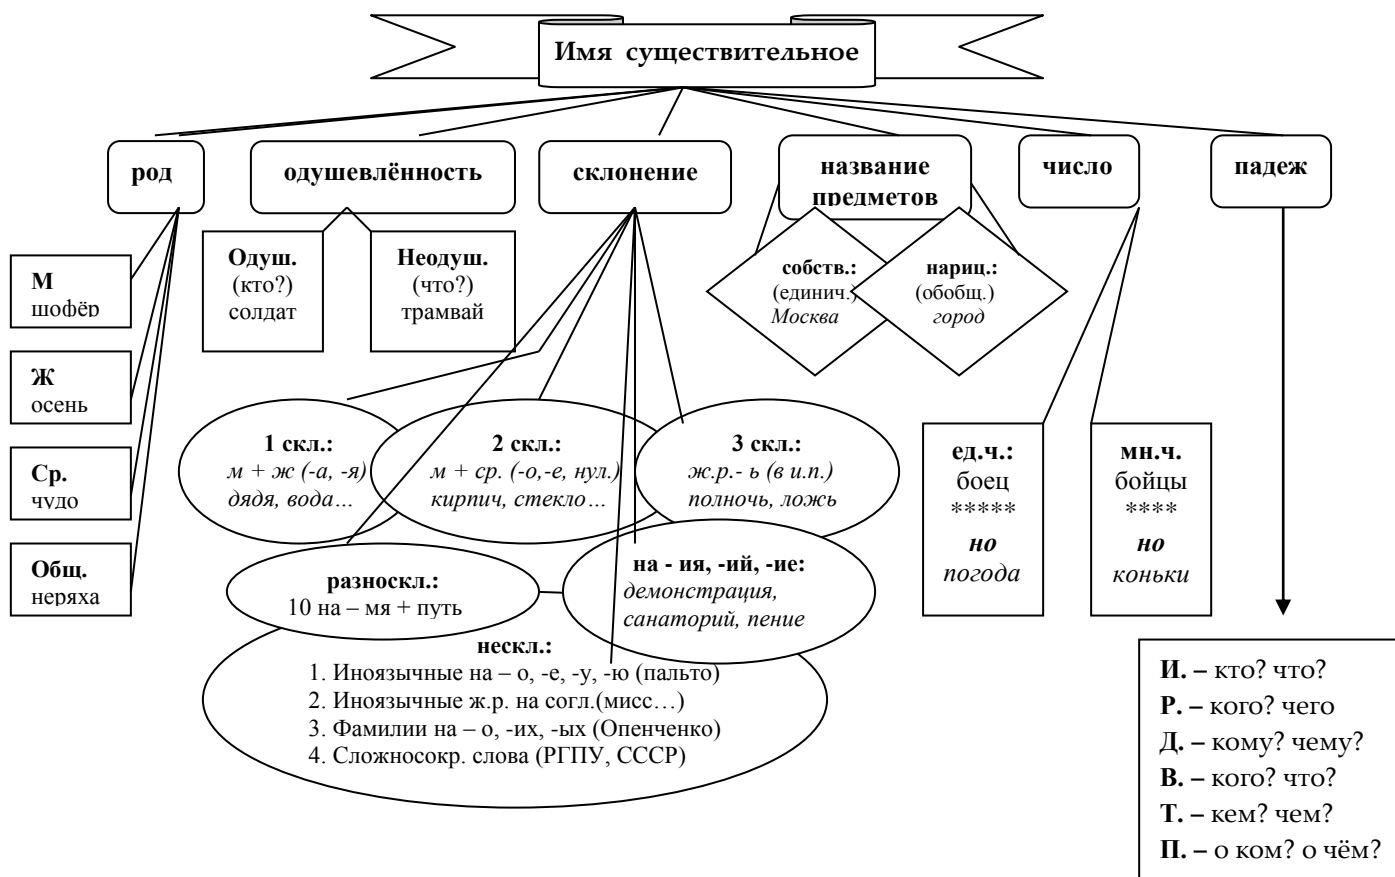 Имя существительное
род
одушевлённость
склонение
название
предметов
число
падеж
М
шофёр
Ж
осень
Ср.
чудо
Общ.
неряха
Одуш.
(кто?)
солдат
Неодуш.
(что?)
трамвай
собств.:
(единич.)
Москва
нариц.:
(обобщ.)
город
1 скл.:
м + ж (-а, -я)
дядя, вода…
2 скл.:
м + ср. (-о,-е, нул.)
кирпич, стекло…
3 скл.:
ж.р.- ь (в и.п.)
полночь, ложь
разноскл.:
10 на – мя + путь
на - ия, -ий, -ие:
демонстрация,
санаторий, пение
нескл.:
1. Иноязычные на – о, -е, -у, -ю (пальто)
2. Иноязычные ж.р. на согл.(мисс…)
3. Фамилии на – о, -их, -ых (Опенченко)
4. Сложносокр. слова (РГПУ, СССР)
ед.ч.:
боец
*****
но
погода
мн.ч.
бойцы
****
но
коньки
И. – кто? что?
Р. – кого? чего
Д. – кому? чему?
В. – кого? что?
Т. – кем? чем?
П. – о ком? о чём?